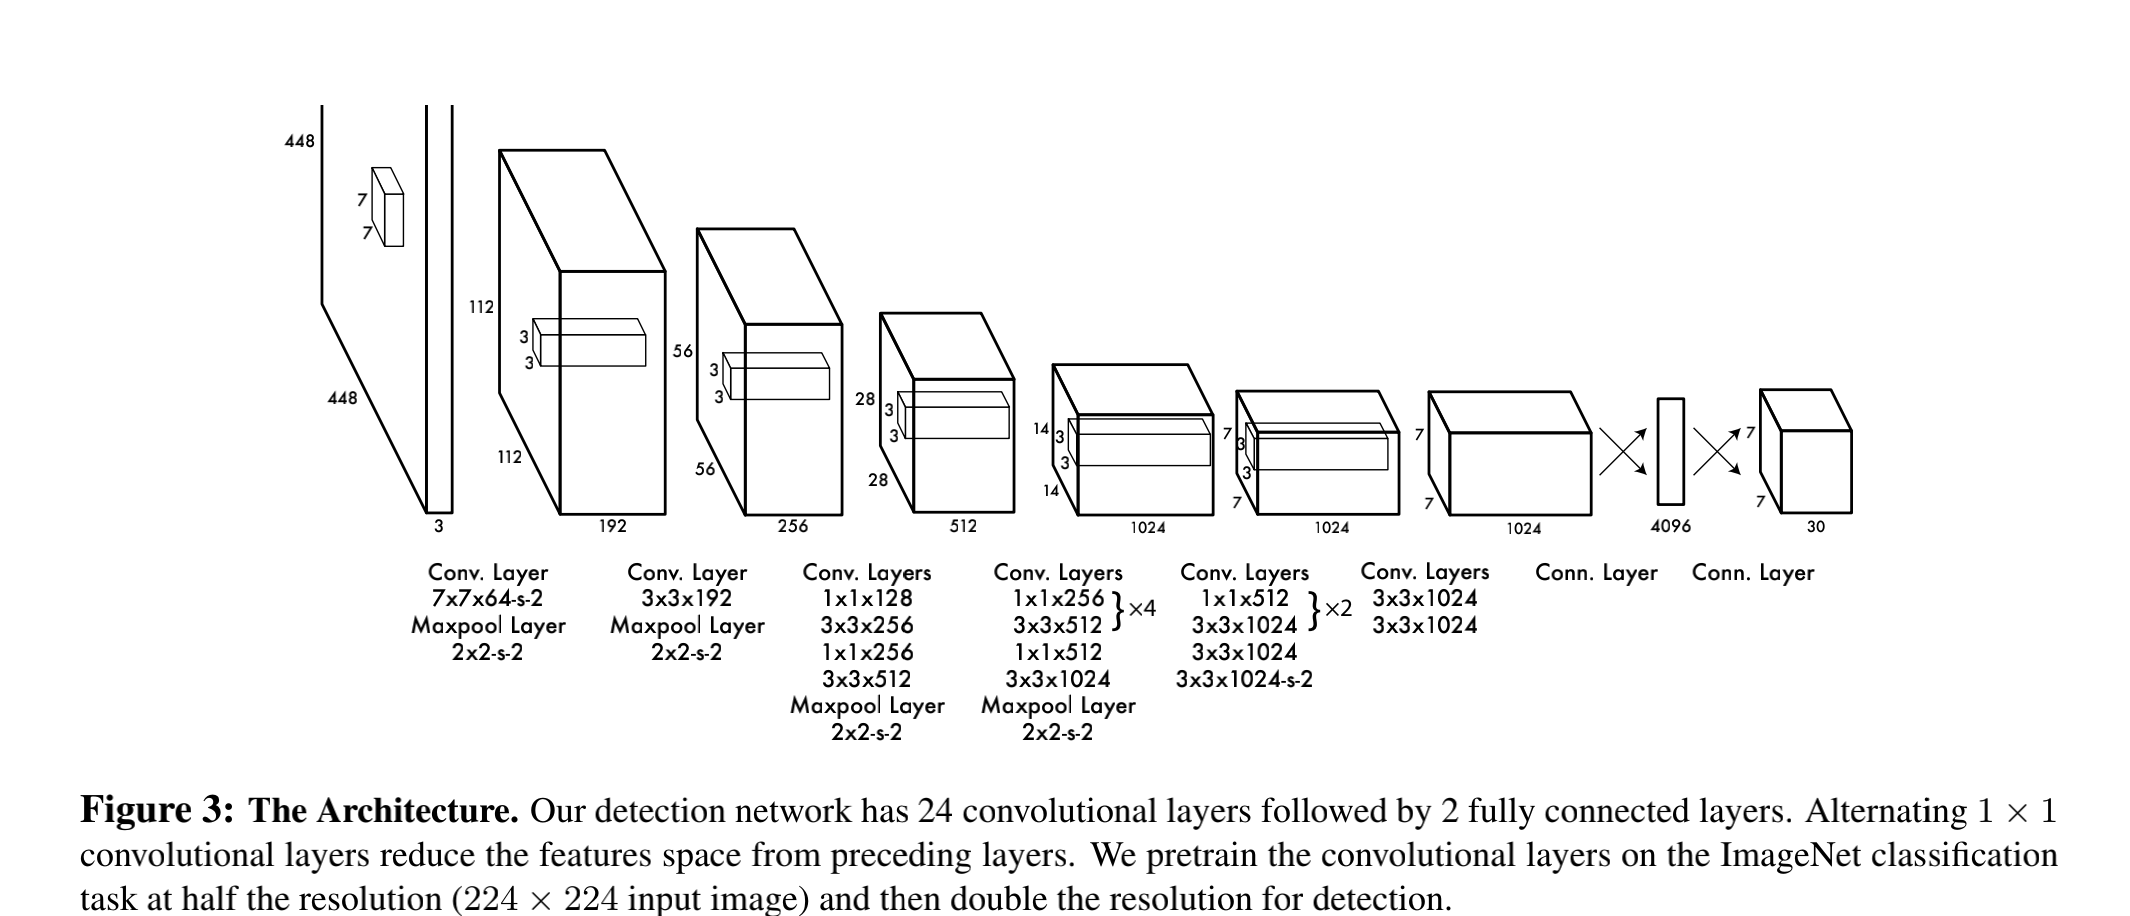 448
7
7
448
3
112
3
3
112
192
56
3
3
56
256
28
3
3
28
512
14
3
3
14
1024
7
3
3
7
1024
7
7
1024
4096
7
7
30
Conv. Layer
7x7x64-s-2
Maxpool Layer
2x2-s-2
Conv. Layer
3x3x192
Maxpool Layer
2x2-s-2
Conv. Layers
1x1x128
3x3x256
1x1x256
3x3x512
Maxpool Layer
2x2-s-2
Conv. Layers
1x1x256
3x3x512
}×4
1x1x512
3x3x1024
Maxpool Layer
2x2-s-2
Conv. Layers
1x1x512
3x3x1024
}×2
3x3x1024
3x3x1024-s-2
Conv. Layers
3x3x1024
3x3x1024
Conn. Layer
Conn. Layer
Figure 3: The Architecture. Our detection network has 24 convolutional layers followed by 2 fully connected layers. Alternating 1 × 1
convolutional layers reduce the features space from preceding layers. We pretrain the convolutional layers on the ImageNet classification
task at half the resolution (224 × 224 input image) and then double the resolution for detection.